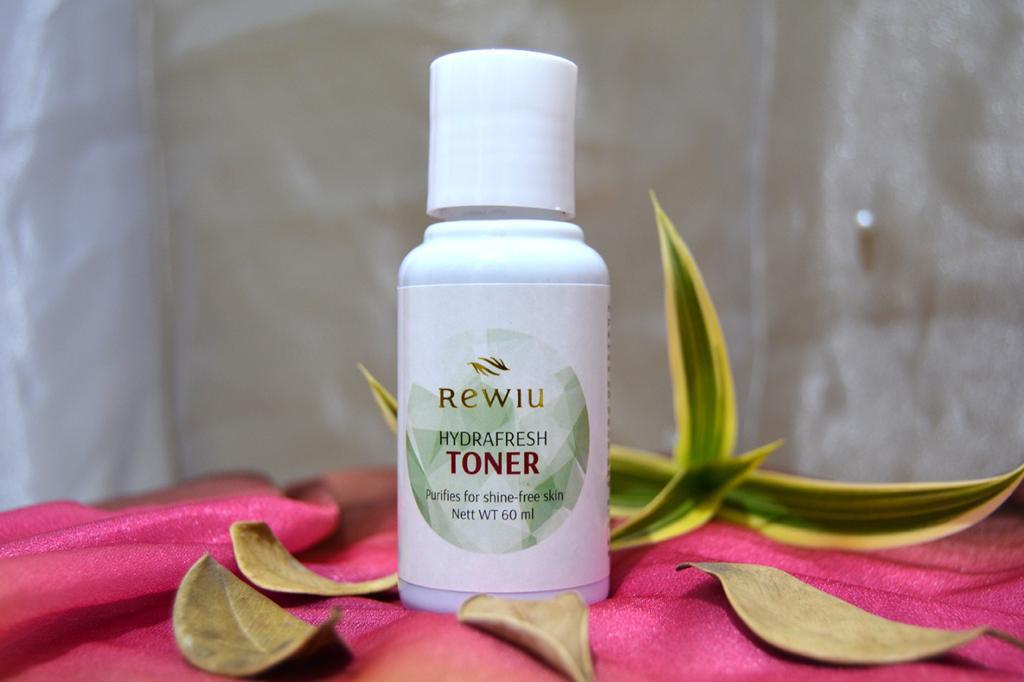 Rewiu
HYDRAFRESH
TONER
Purifies for shine-free skin
Nett WT 60 ml